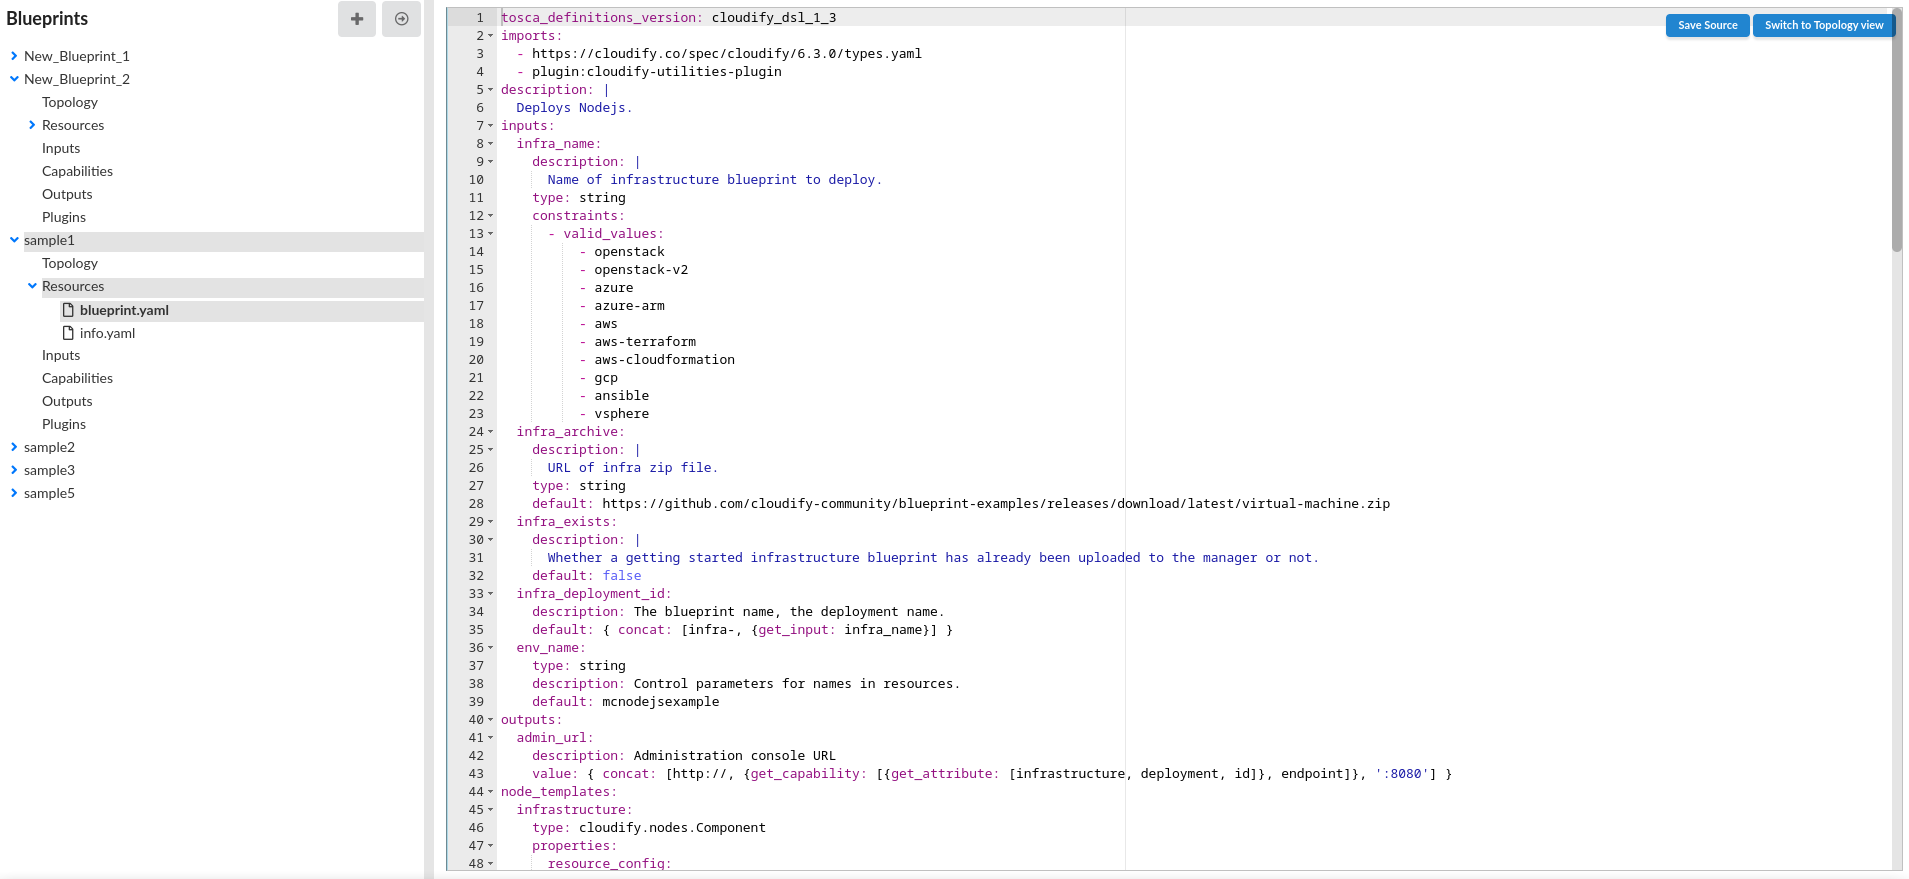 Blueprints
New_Blueprint_1
New_Blueprint_2
Topology
Resources
Inputs
Capabilities
Outputs
Plugins
sample1
Topology
Resources
blueprint.yaml
info.yaml
Inputs
Capabilities
Outputs
Plugins
sample2
sample3
sample5
Save Source
Switch to Topology view
1 tosca_definitions_version: cloudify_dsl_1_3
2 imports:
3   - https://cloudify.co/spec/cloudify/6.3.0/types.yaml
4   - plugin:cloudify-utilities-plugin
5 description: |
6   Deploys Nodejs.
7 inputs:
8   infra_name:
9     description: |
10       Name of infrastructure blueprint to deploy.
11     type: string
12     constraints:
13       - valid_values:
14           - openstack
15           - openstack-v2
16           - azure
17           - azure-arm
18           - aws
19           - aws-terraform
20           - aws-cloudformation
21           - gcp
22           - ansible
23           - vsphere
24   infra_archive:
25     description: |
26       URL of infra zip file.
27     type: string
28     default: https://github.com/cloudify-community/blueprint-examples/releases/download/latest/virtual-machine.zip
29   infra_exists:
30     description: |
31       Whether a getting started infrastructure blueprint has already been uploaded to the manager or not.
32     default: false
33   infra_deployment_id:
34     description: The blueprint name, the deployment name.
35     default: { concat: [infra-, {get_input: infra_name}] }
36   env_name:
37     type: string
38     description: Control parameters for names in resources.
39     default: mcnodejsexample
40 outputs:
41   admin_url:
42     description: Administration console URL
43     value: { concat: [http://, {get_capability: [{get_attribute: [infrastructure, deployment, id]}, endpoint]}, ':8080'] }
44 node_templates:
45   infrastructure:
46     type: cloudify.nodes.Component
47     properties:
48       resource_config: